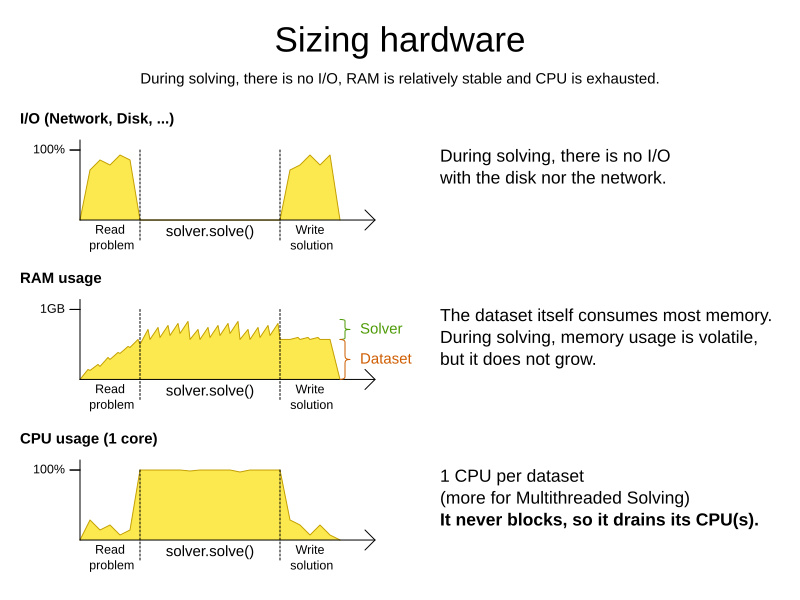 Sizing hardware
During solving, there is no I/O, RAM is relatively stable and CPU is exhausted.
I/O (Network, Disk, ...)
100%
Read
problem
solver.solve()
Write
solution
During solving, there is no I/O
with the disk nor the network.
RAM usage
1GB
Solver
Dataset
Read
problem
solver.solve()
Write
solution
The dataset itself consumes most memory.
During solving, memory usage is volatile,
but it does not grow.
CPU usage (1 core)
100%
Read
problem
solver.solve()
Write
solution
1 CPU per dataset
(more for Multithreaded Solving)
It never blocks, so it drains its CPU(s).